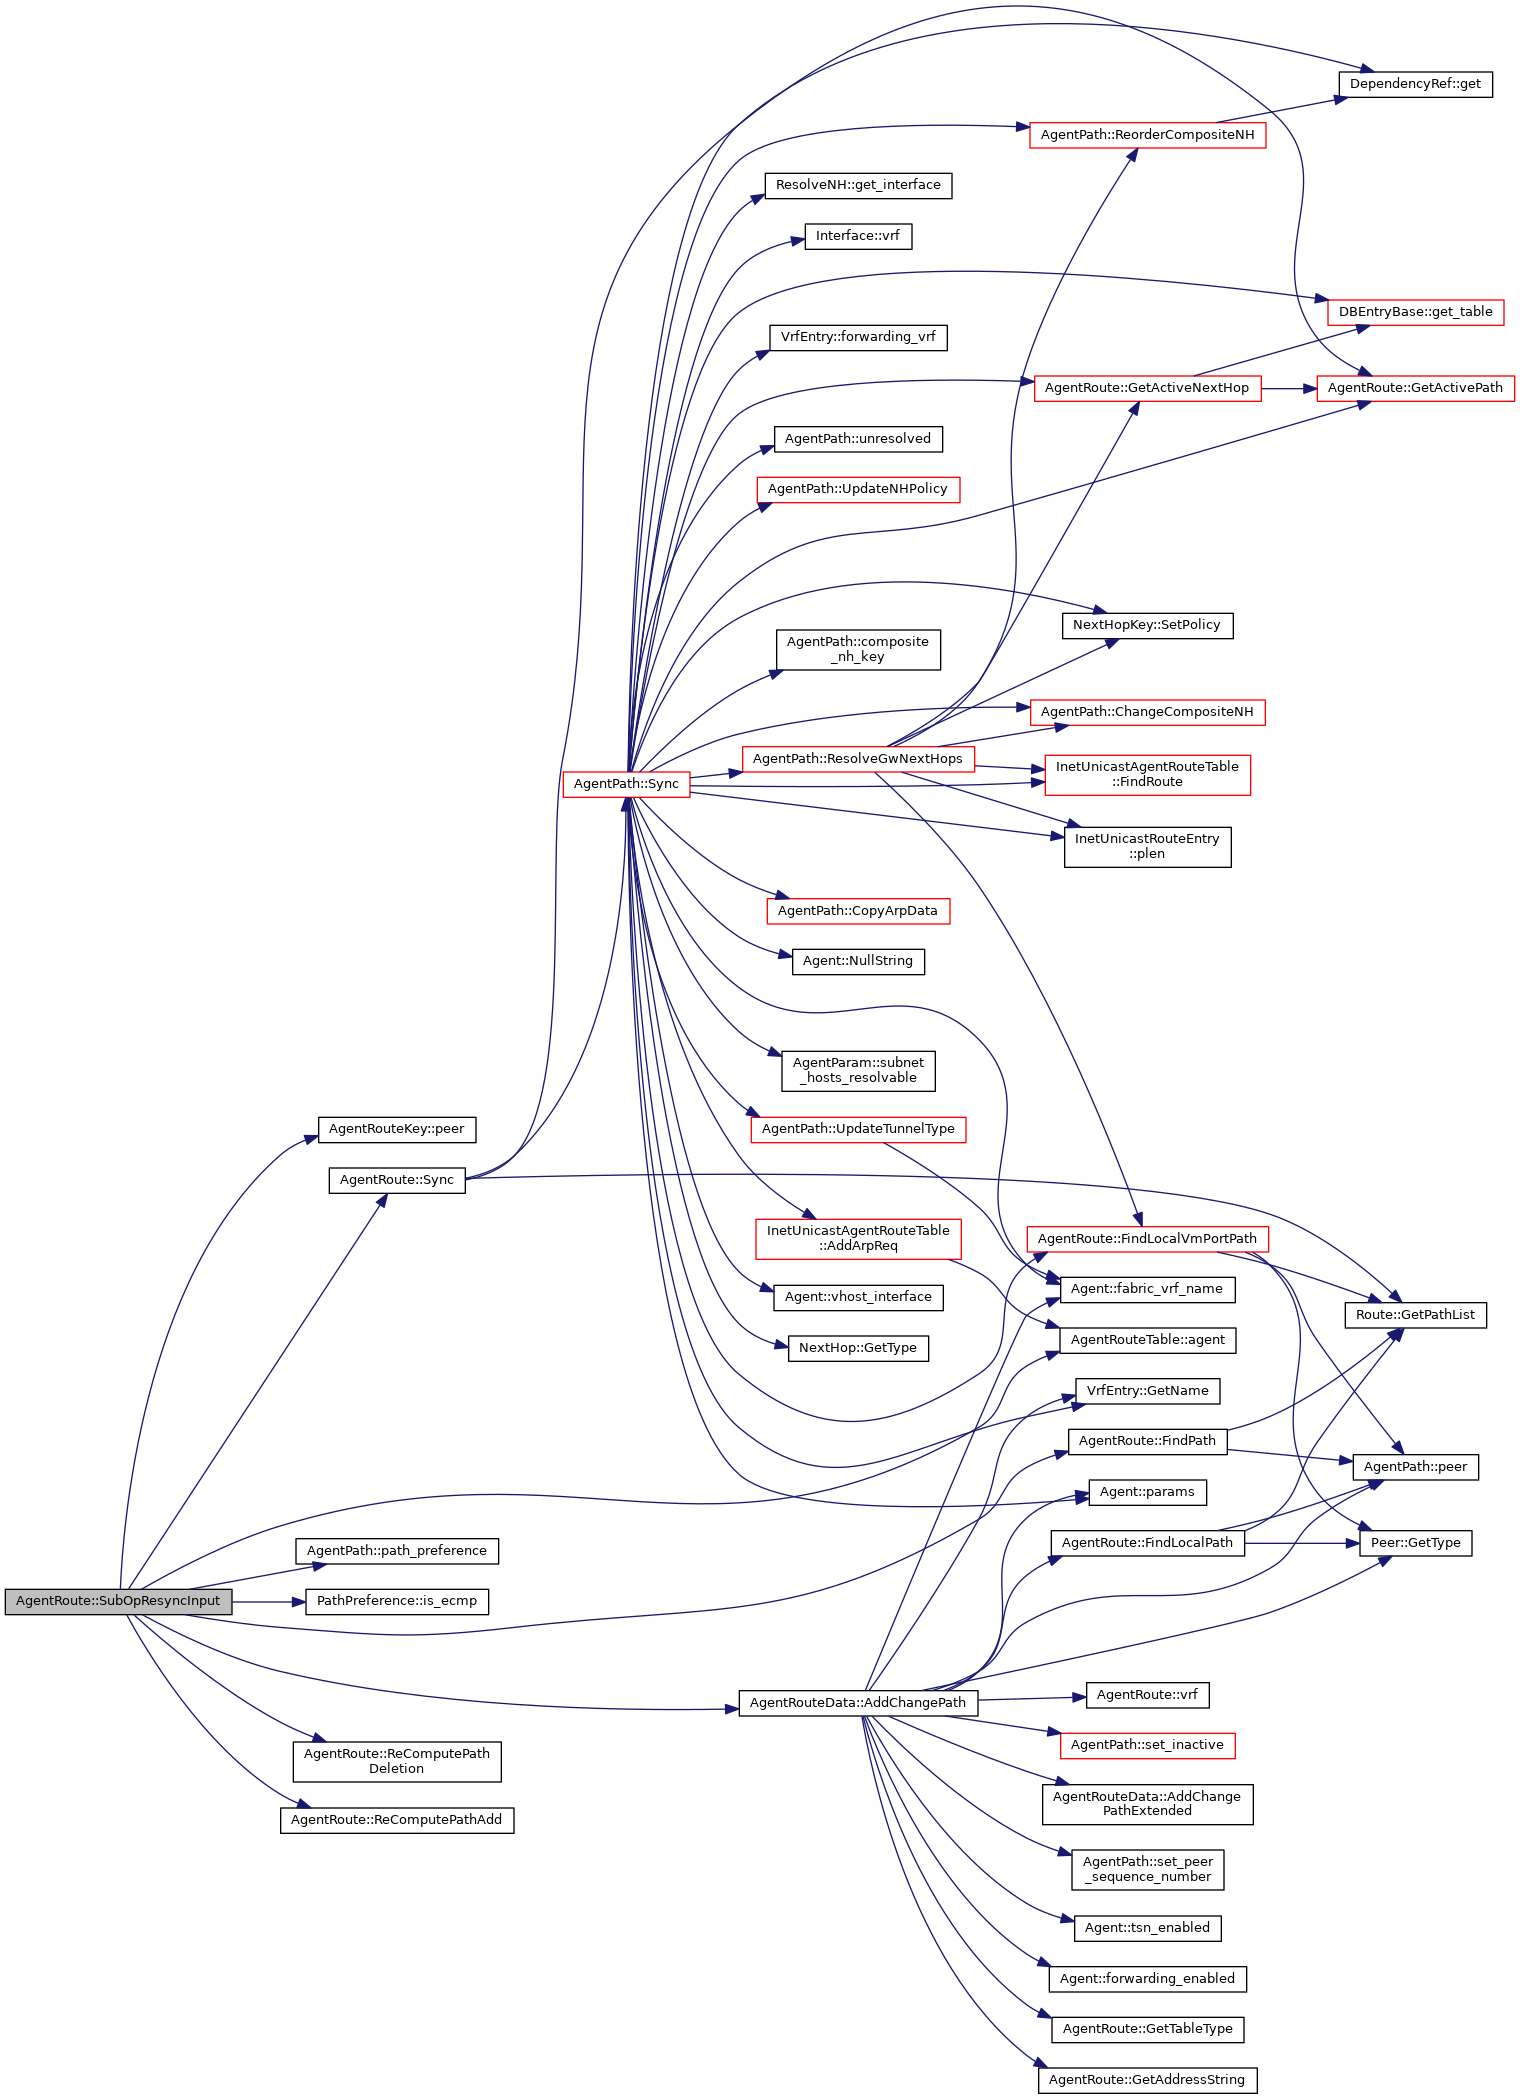 DependencyRef::get
AgentPath::ReorderCompositeNH
ResolveNH::get_interface
Interface::vrf
DBEntryBase::get_table
VrfEntry::forwarding_vrf
AgentRoute::GetActiveNextHop
AgentRoute::GetActivePath
AgentPath::unresolved
AgentPath::UpdateNHPolicy
NextHopKey::SetPolicy
AgentPath::composite
_nh_key
AgentPath::ChangeCompositeNH
AgentPath::ResolveGwNextHops
InetUnicastAgentRouteTable
::FindRoute
AgentPath::Sync
InetUnicastRouteEntry
::plen
AgentPath::CopyArpData
Agent::NullString
AgentParam::subnet
_hosts_resolvable
AgentRouteKey::peer
AgentPath::UpdateTunnelType
AgentRoute::Sync
InetUnicastAgentRouteTable
::AddArpReq
AgentRoute::FindLocalVmPortPath
Agent::vhost_interface
Agent::fabric_vrf_name
Route::GetPathList
NextHop::GetType
AgentRouteTable::agent
VrfEntry::GetName
AgentRoute::FindPath
AgentPath::peer
Agent::params
AgentPath::path_preference
AgentRoute::FindLocalPath
Peer::GetType
AgentRoute::SubOpResyncInput
PathPreference::is_ecmp
AgentRouteData::AddChangePath
AgentRoute::vrf
AgentPath::set_inactive
AgentRoute::ReComputePath
Deletion
AgentRouteData::AddChange
PathExtended
AgentRoute::ReComputePathAdd
AgentPath::set_peer
_sequence_number
Agent::tsn_enabled
Agent::forwarding_enabled
AgentRoute::GetTableType
AgentRoute::GetAddressString